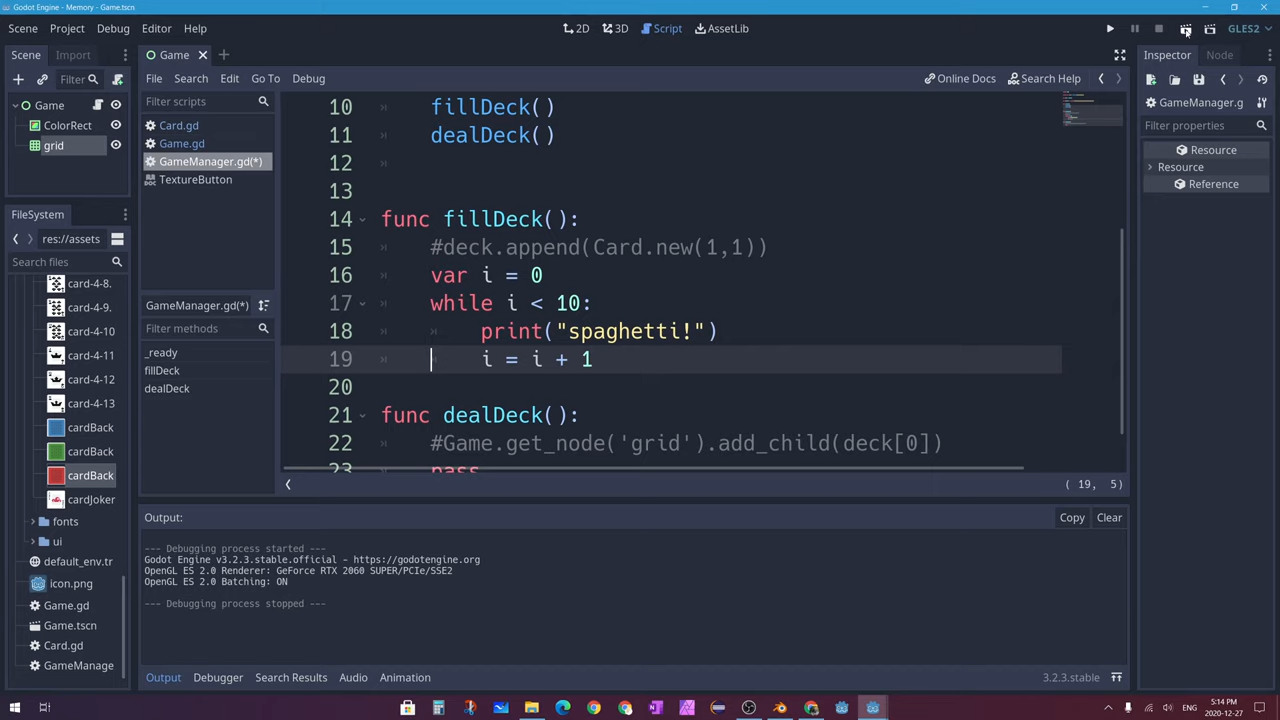 Godot Engine - Memory - Game.tscn
Scene Project Debug Editor Help
2D 3D Script AssetLib
GLES2
Scene Import
Filter
Game
ColorRect
grid
FileSystem
res://assets
Search files
card-4-8.
card-4-9.
card-4-10
card-4-11
card-4-12
card-4-13
cardBack
cardBack
cardBack
cardJoker
fonts
ui
default_env.tr
icon.png
Game.gd
Game.tscn
Card.gd
GameManage
Game
File Search Edit Go To Debug
Online Docs Search Help
Filter scripts
Card.gd
Game.gd
GameManager.gd(*)
TextureButton
GameManager.gd(*)
Filter methods
_ready
fillDeck
dealDeck
10 fillDeck()
11 dealDeck()
12
13
14 func fillDeck():
15 #deck.append(Card.new(1,1))
16 var i = 0
17 while i < 10:
18 print("spaghetti!")
19 i = i + 1
20
21 func dealDeck():
22 #Game.get_node('grid').add_child(deck[0])
23 pass
( 19, 5)
Output:
Copy Clear
--- Debugging process started ---
Godot Engine v3.2.3.stable.official - https://godotengine.org
OpenGL ES 2.0 Renderer: GeForce RTX 2060 SUPER/PCIe/SSE2
OpenGL ES 2.0 Batching: ON
--- Debugging process stopped ---
Output Debugger Search Results Audio Animation
3.2.3.stable
Inspector Node
GameManager.g
Filter properties
Resource
Resource
Reference
5:14 PM
2020-12-27